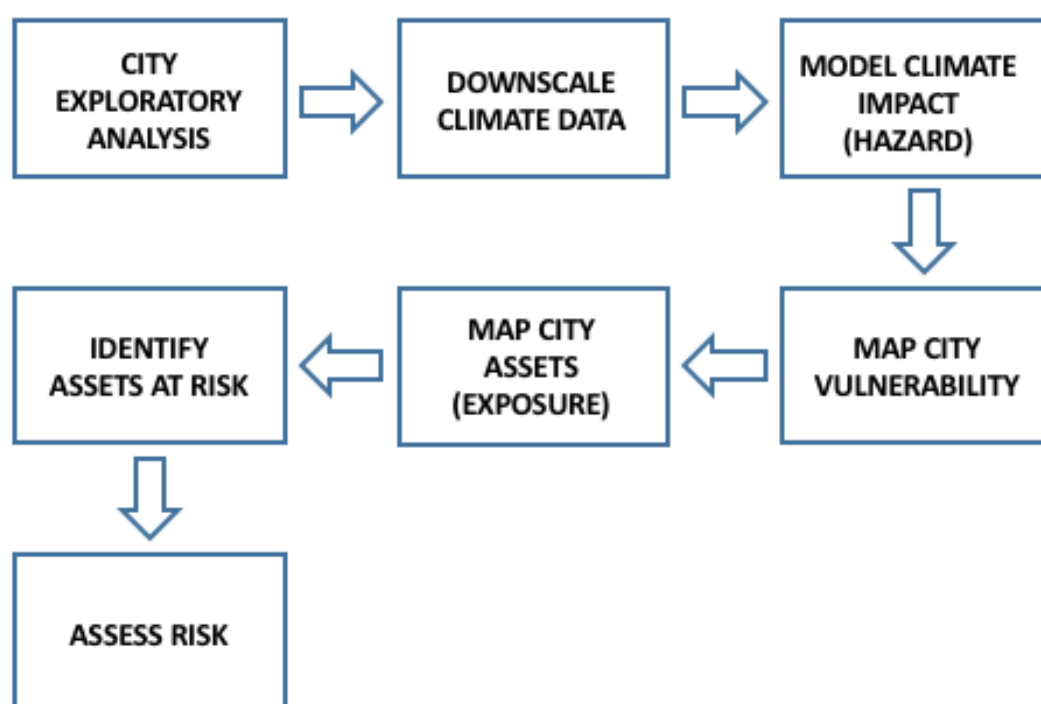 CITY
EXPLORATORY
ANALYSIS
DOWNSCALE
CLIMATE DATA
MODEL CLIMATE
IMPACT
(HAZARD)
MAP CITY
VULNERABILITY
MAP CITY
ASSETS
(EXPOSURE)
IDENTIFY
ASSETS AT RISK
ASSESS RISK